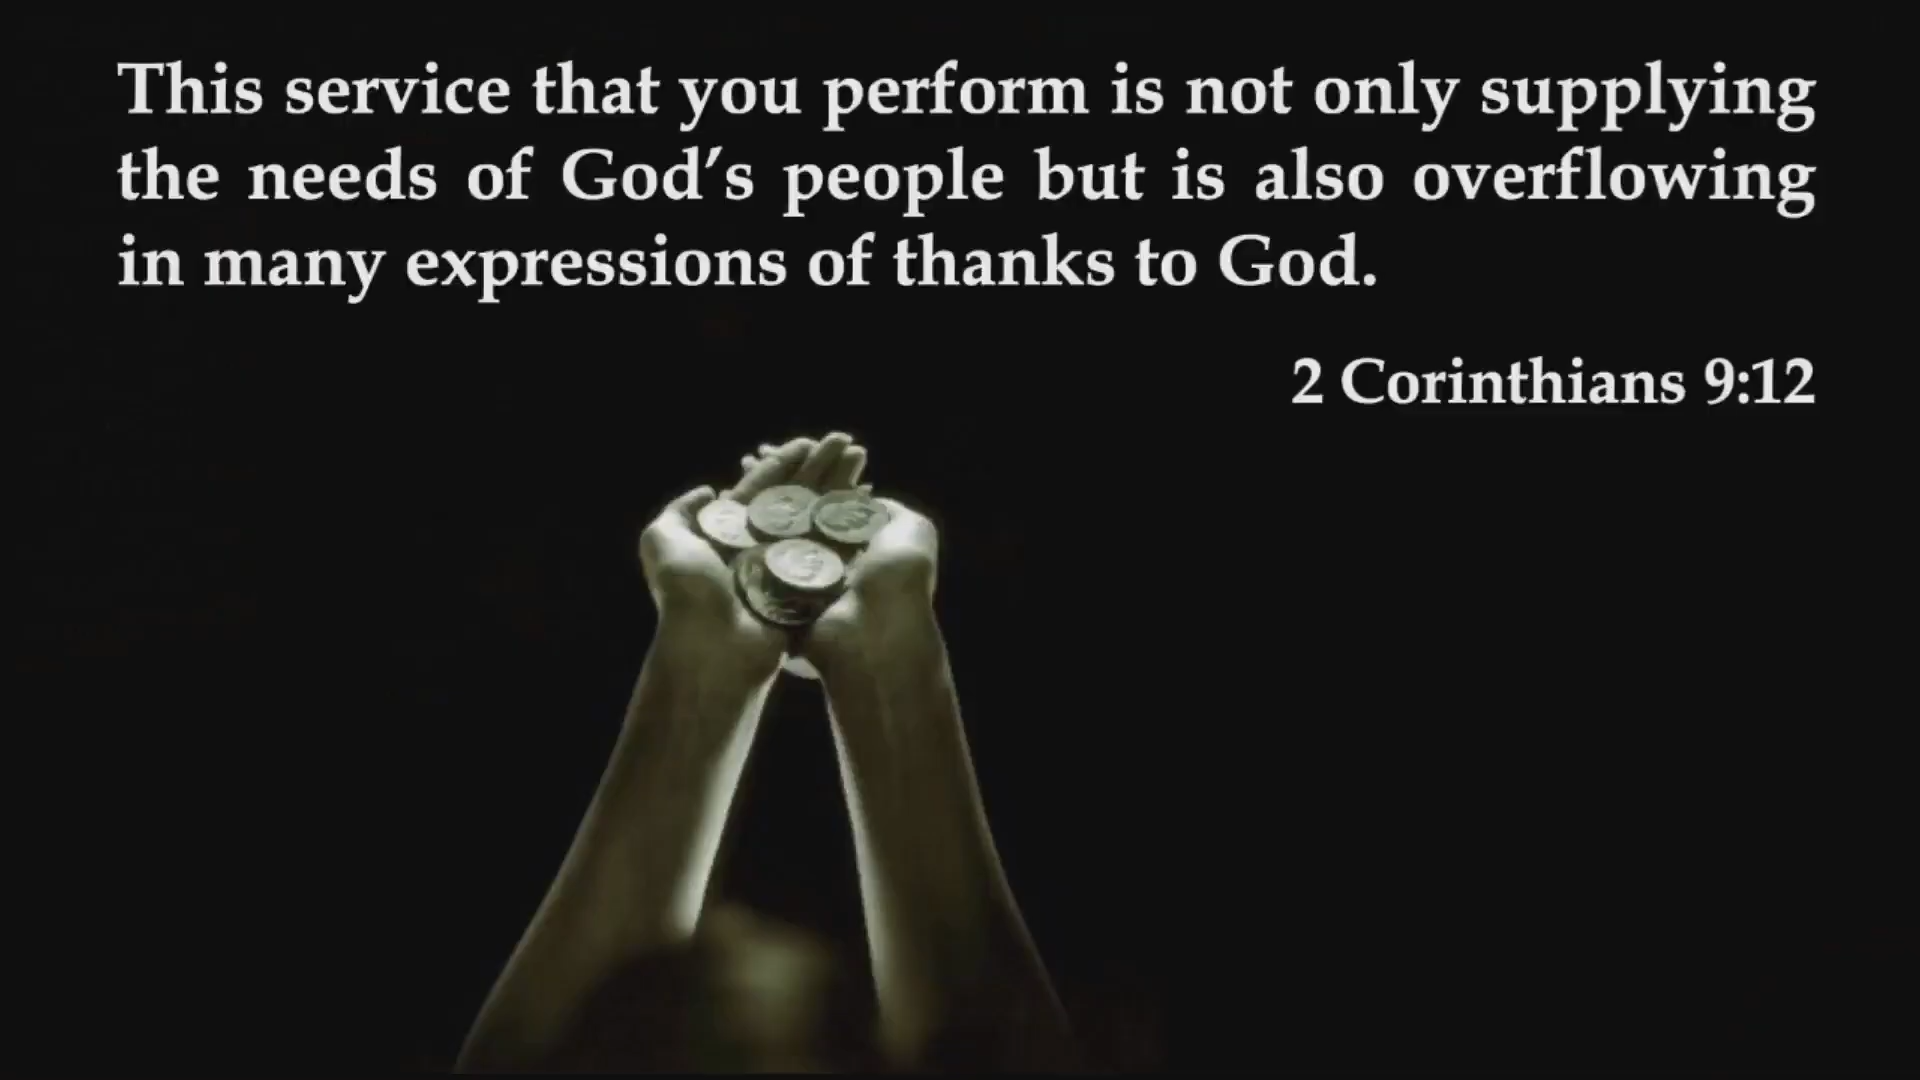 This service that you perform is not only supplying
the needs of God’s people but is also overflowing
in many expressions of thanks to God.
2 Corinthians 9:12